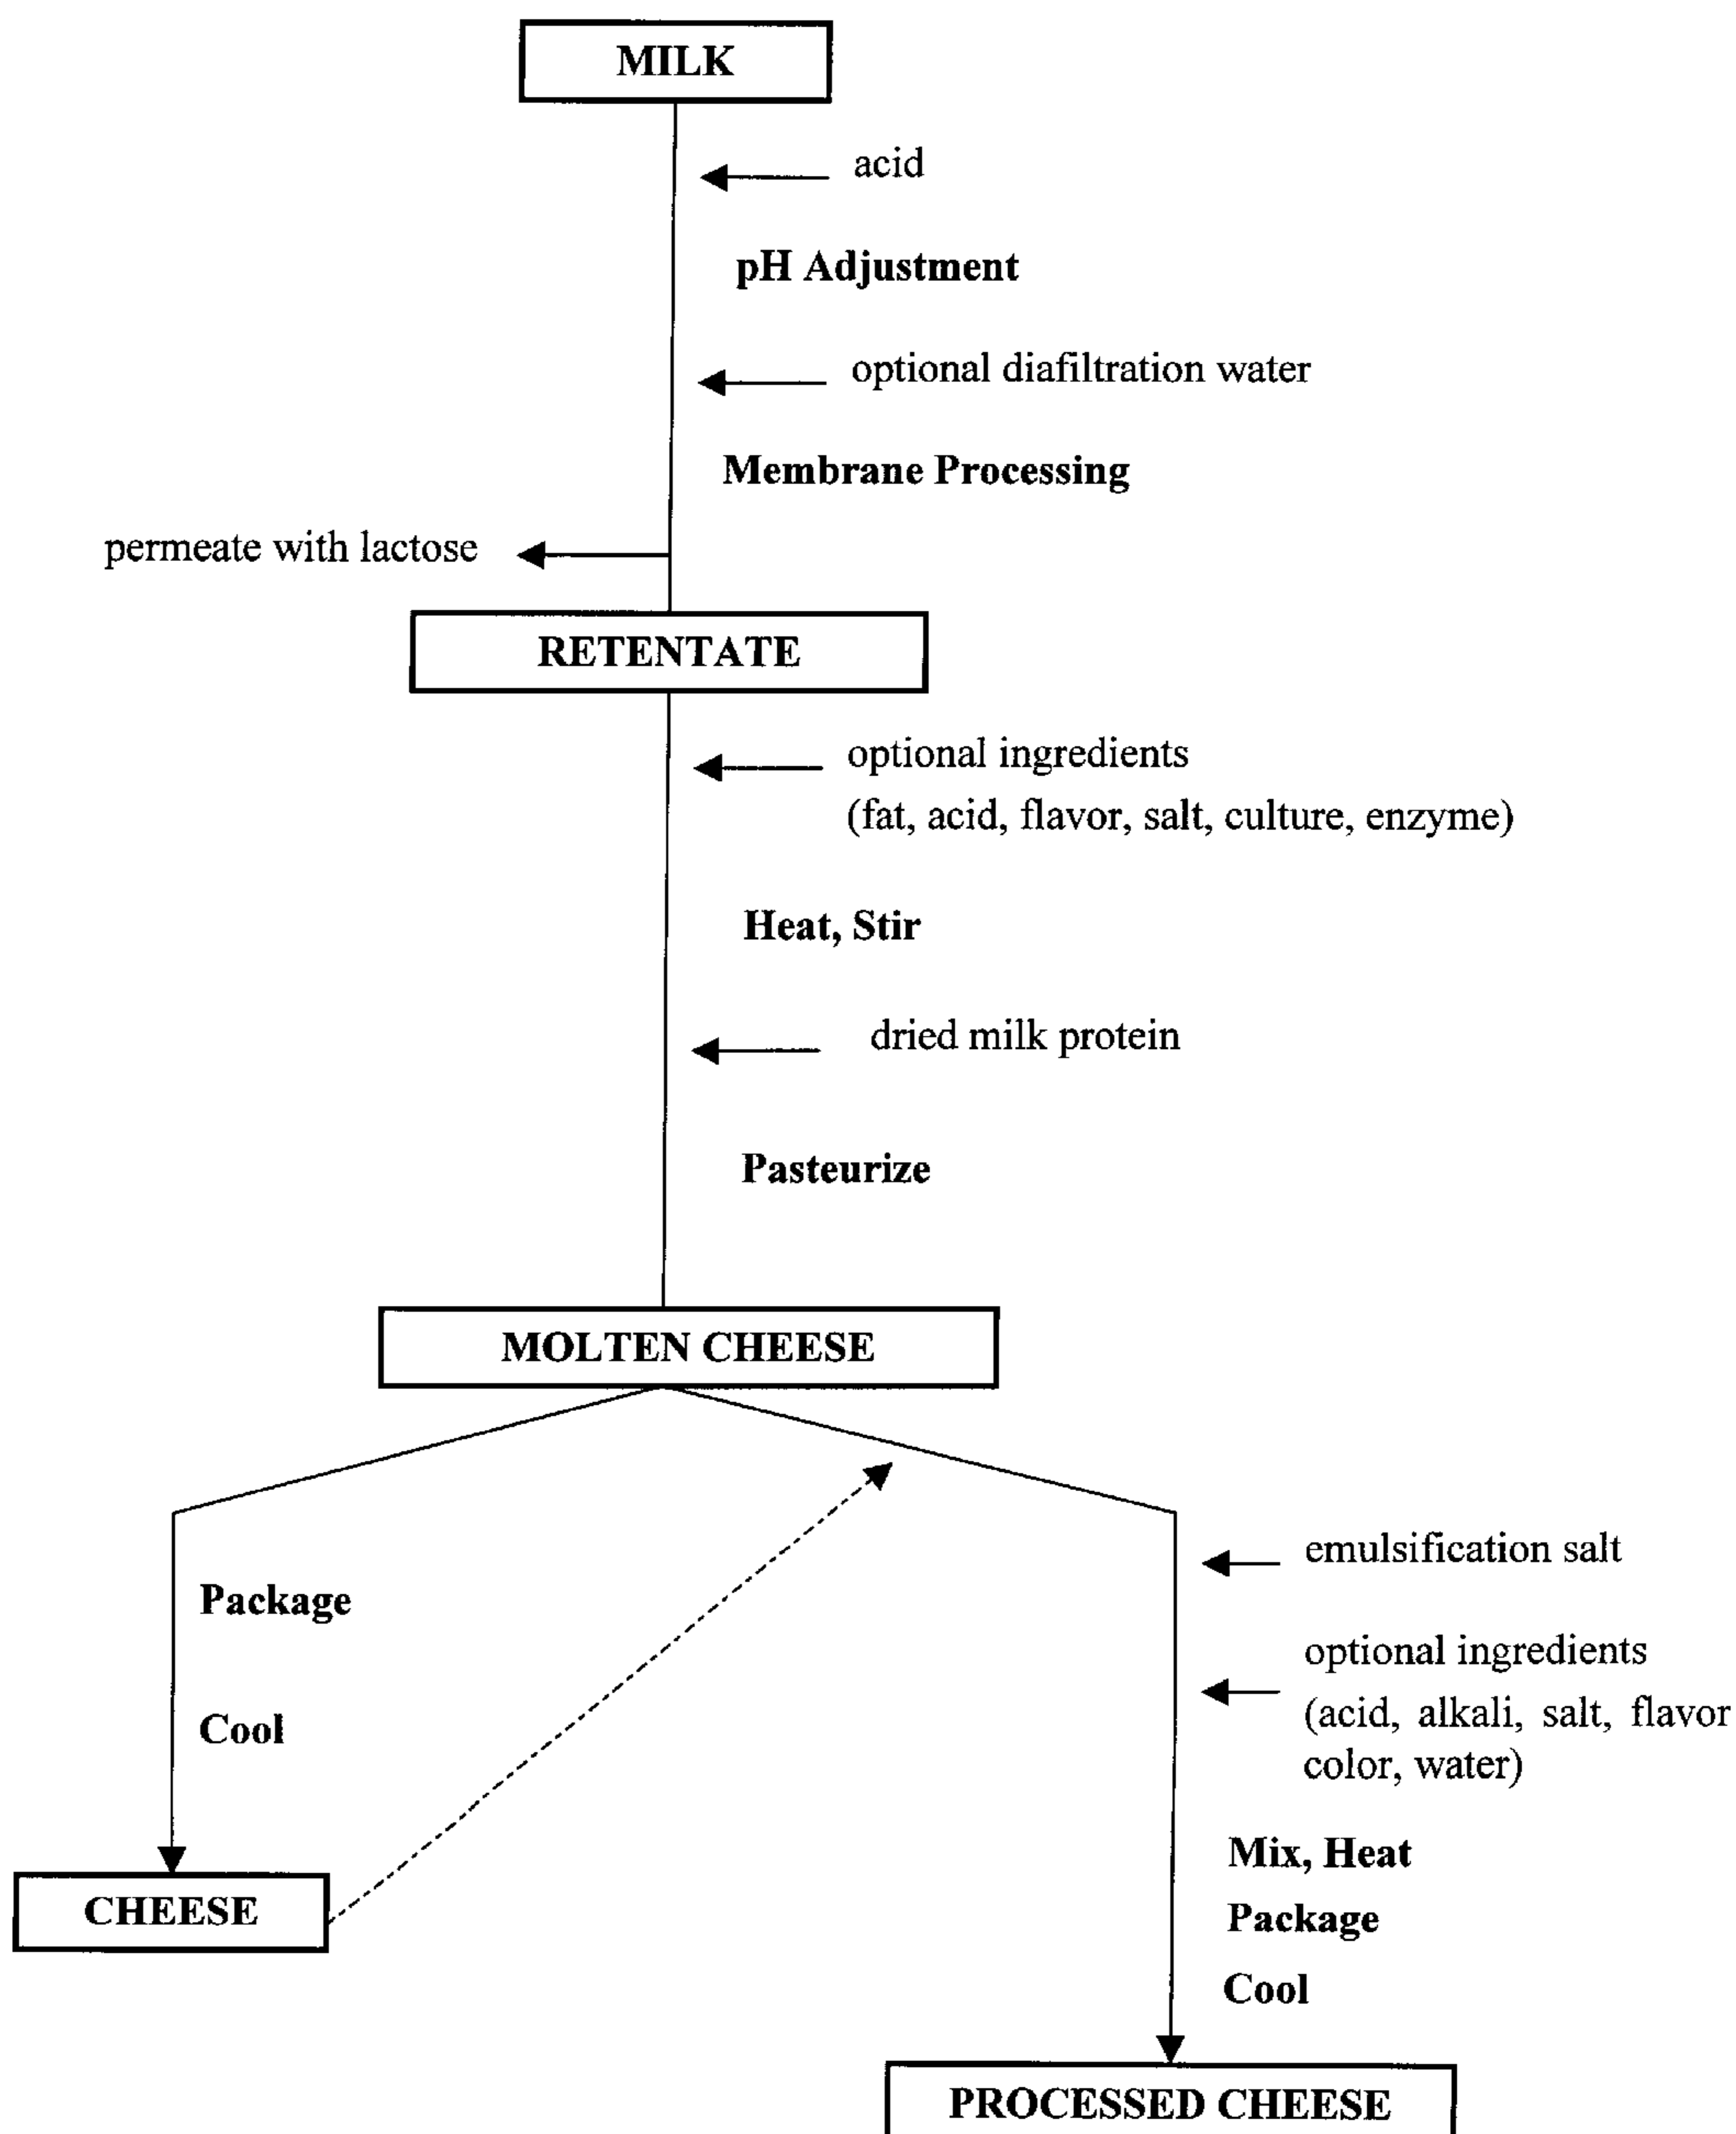 MILK
acid
pH Adjustment
optional diafiltration water
Membrane Processing
permeate with lactose
RETENTATE
optional ingredients
(fat, acid, flavor, salt, culture, enzyme)
Heat, Stir
dried milk protein
Pasteurize
MOLTEN CHEESE
emulsification salt
Package
optional ingredients
(acid, alkali, salt, flavor
color, water)
Cool
Mix, Heat
CHEESE
Package
Cool
PROCESSED CHEESE